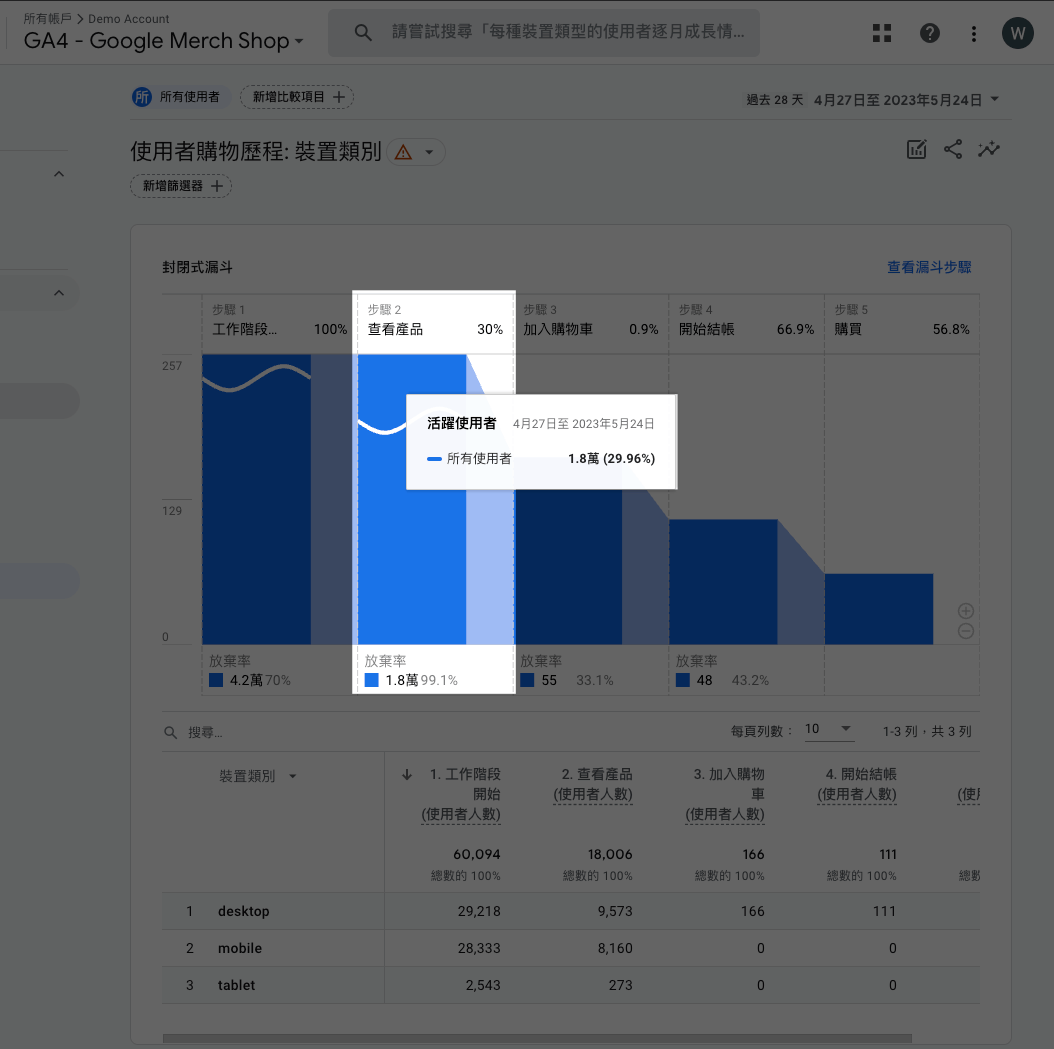 所有帳戶 > Demo Account
GA4 - Google Merch Shop
請嘗試搜尋「每種裝置類型的使用者逐月成長情...
W
所 所有使用者
新增比較項目
過去 28 天 4月27日至 2023年5月24日
使用者購物歷程: 裝置類別
新增篩選器
封閉式漏斗
查看漏斗步驟
步驟 1
工作階段... 100%
步驟 2
查看產品 30%
步驟 3
加入購物車 0.9%
步驟 4
開始結帳 66.9%
步驟 5
購買 56.8%
257
129
0
活躍使用者 4月27日至 2023年5月24日
所有使用者 1.8萬 (29.96%)
放棄率
4.2萬 70%
放棄率
1.8萬 99.1%
放棄率
55 33.1%
放棄率
48 43.2%
搜尋...
每頁列數： 10 1-3 列，共 3 列
裝置類別
1. 工作階段
開始
(使用者人數)
2. 查看產品
(使用者人數)
3. 加入購物
車
(使用者人數)
4. 開始結帳
(使用者人數)
(使
60,094 18,006 166 111
總數的 100% 總數的 100% 總數的 100% 總數的 100% 總數
1 desktop 29,218 9,573 166 111
2 mobile 28,333 8,160 0 0
3 tablet 2,543 273 0 0